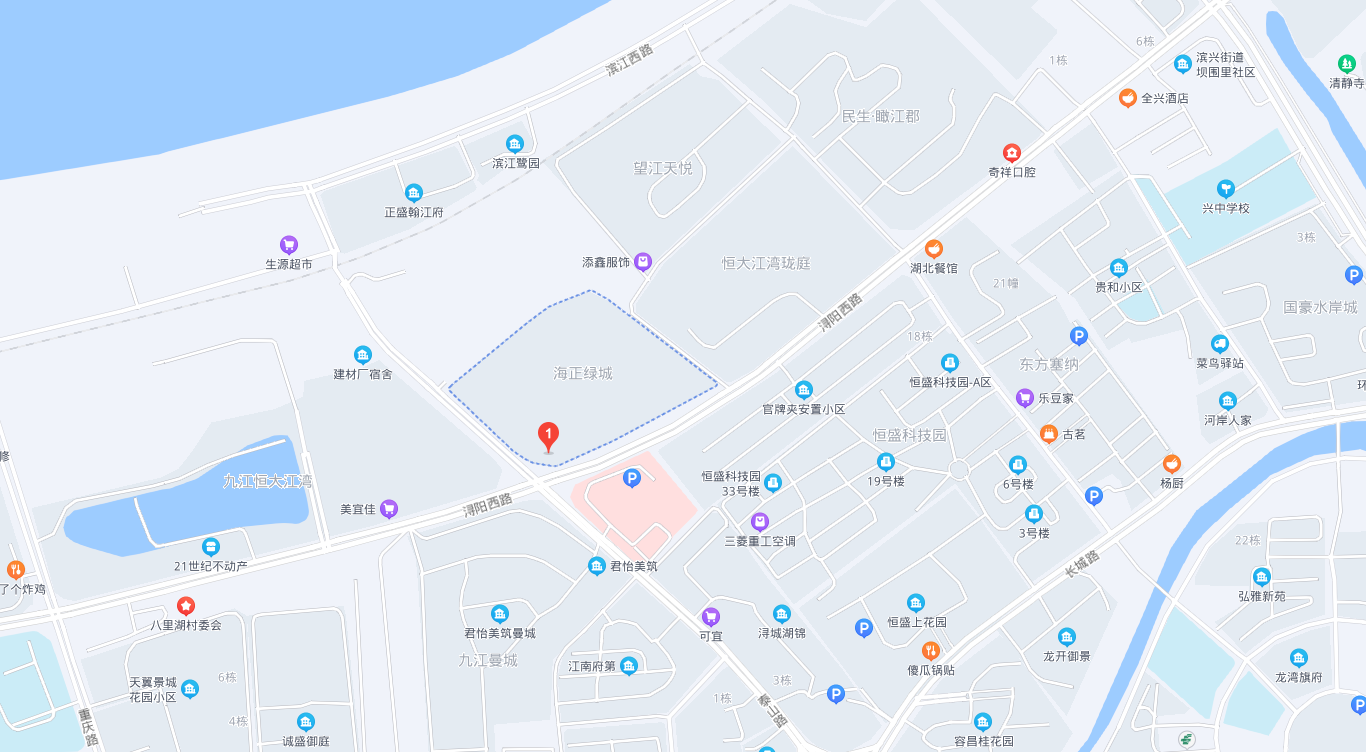 滨江西路
6栋
滨兴街道
坝围里社区
1栋
清静寺
全兴酒店
民生·瞰江郡
滨江鹭园
望江天悦
奇祥口腔
正盛翰江府
兴中学校
3栋
生源超市
添鑫服饰
恒大江湾珑庭
湖北餐馆
21幢
贵和小区
国豪水岸城
浔阳西路
18栋
东方塞纳
菜鸟驿站
建材厂宿舍
海正绿城
恒盛科技园-A区
环
官牌夹安置小区
乐豆家
河岸人家
1
恒盛科技园
古茗
修
九江恒大江湾
恒盛科技园
33号楼
19号楼
6号楼
杨厨
美宜佳
浔阳西路
三菱重工空调
3号楼
22栋
21世纪不动产
君怡美筑
长城路
了个炸鸡
弘雅新苑
八里湖村委会
君怡美筑曼城
可宜
浔城湖锦
恒盛上花园
九江曼城
江南府第
傻瓜锅贴
龙开御景
龙湾旗府
6栋
天翼景城
花园小区
3栋
1栋
泰山路
重庆路
4栋
诚盛御庭
容昌桂花园